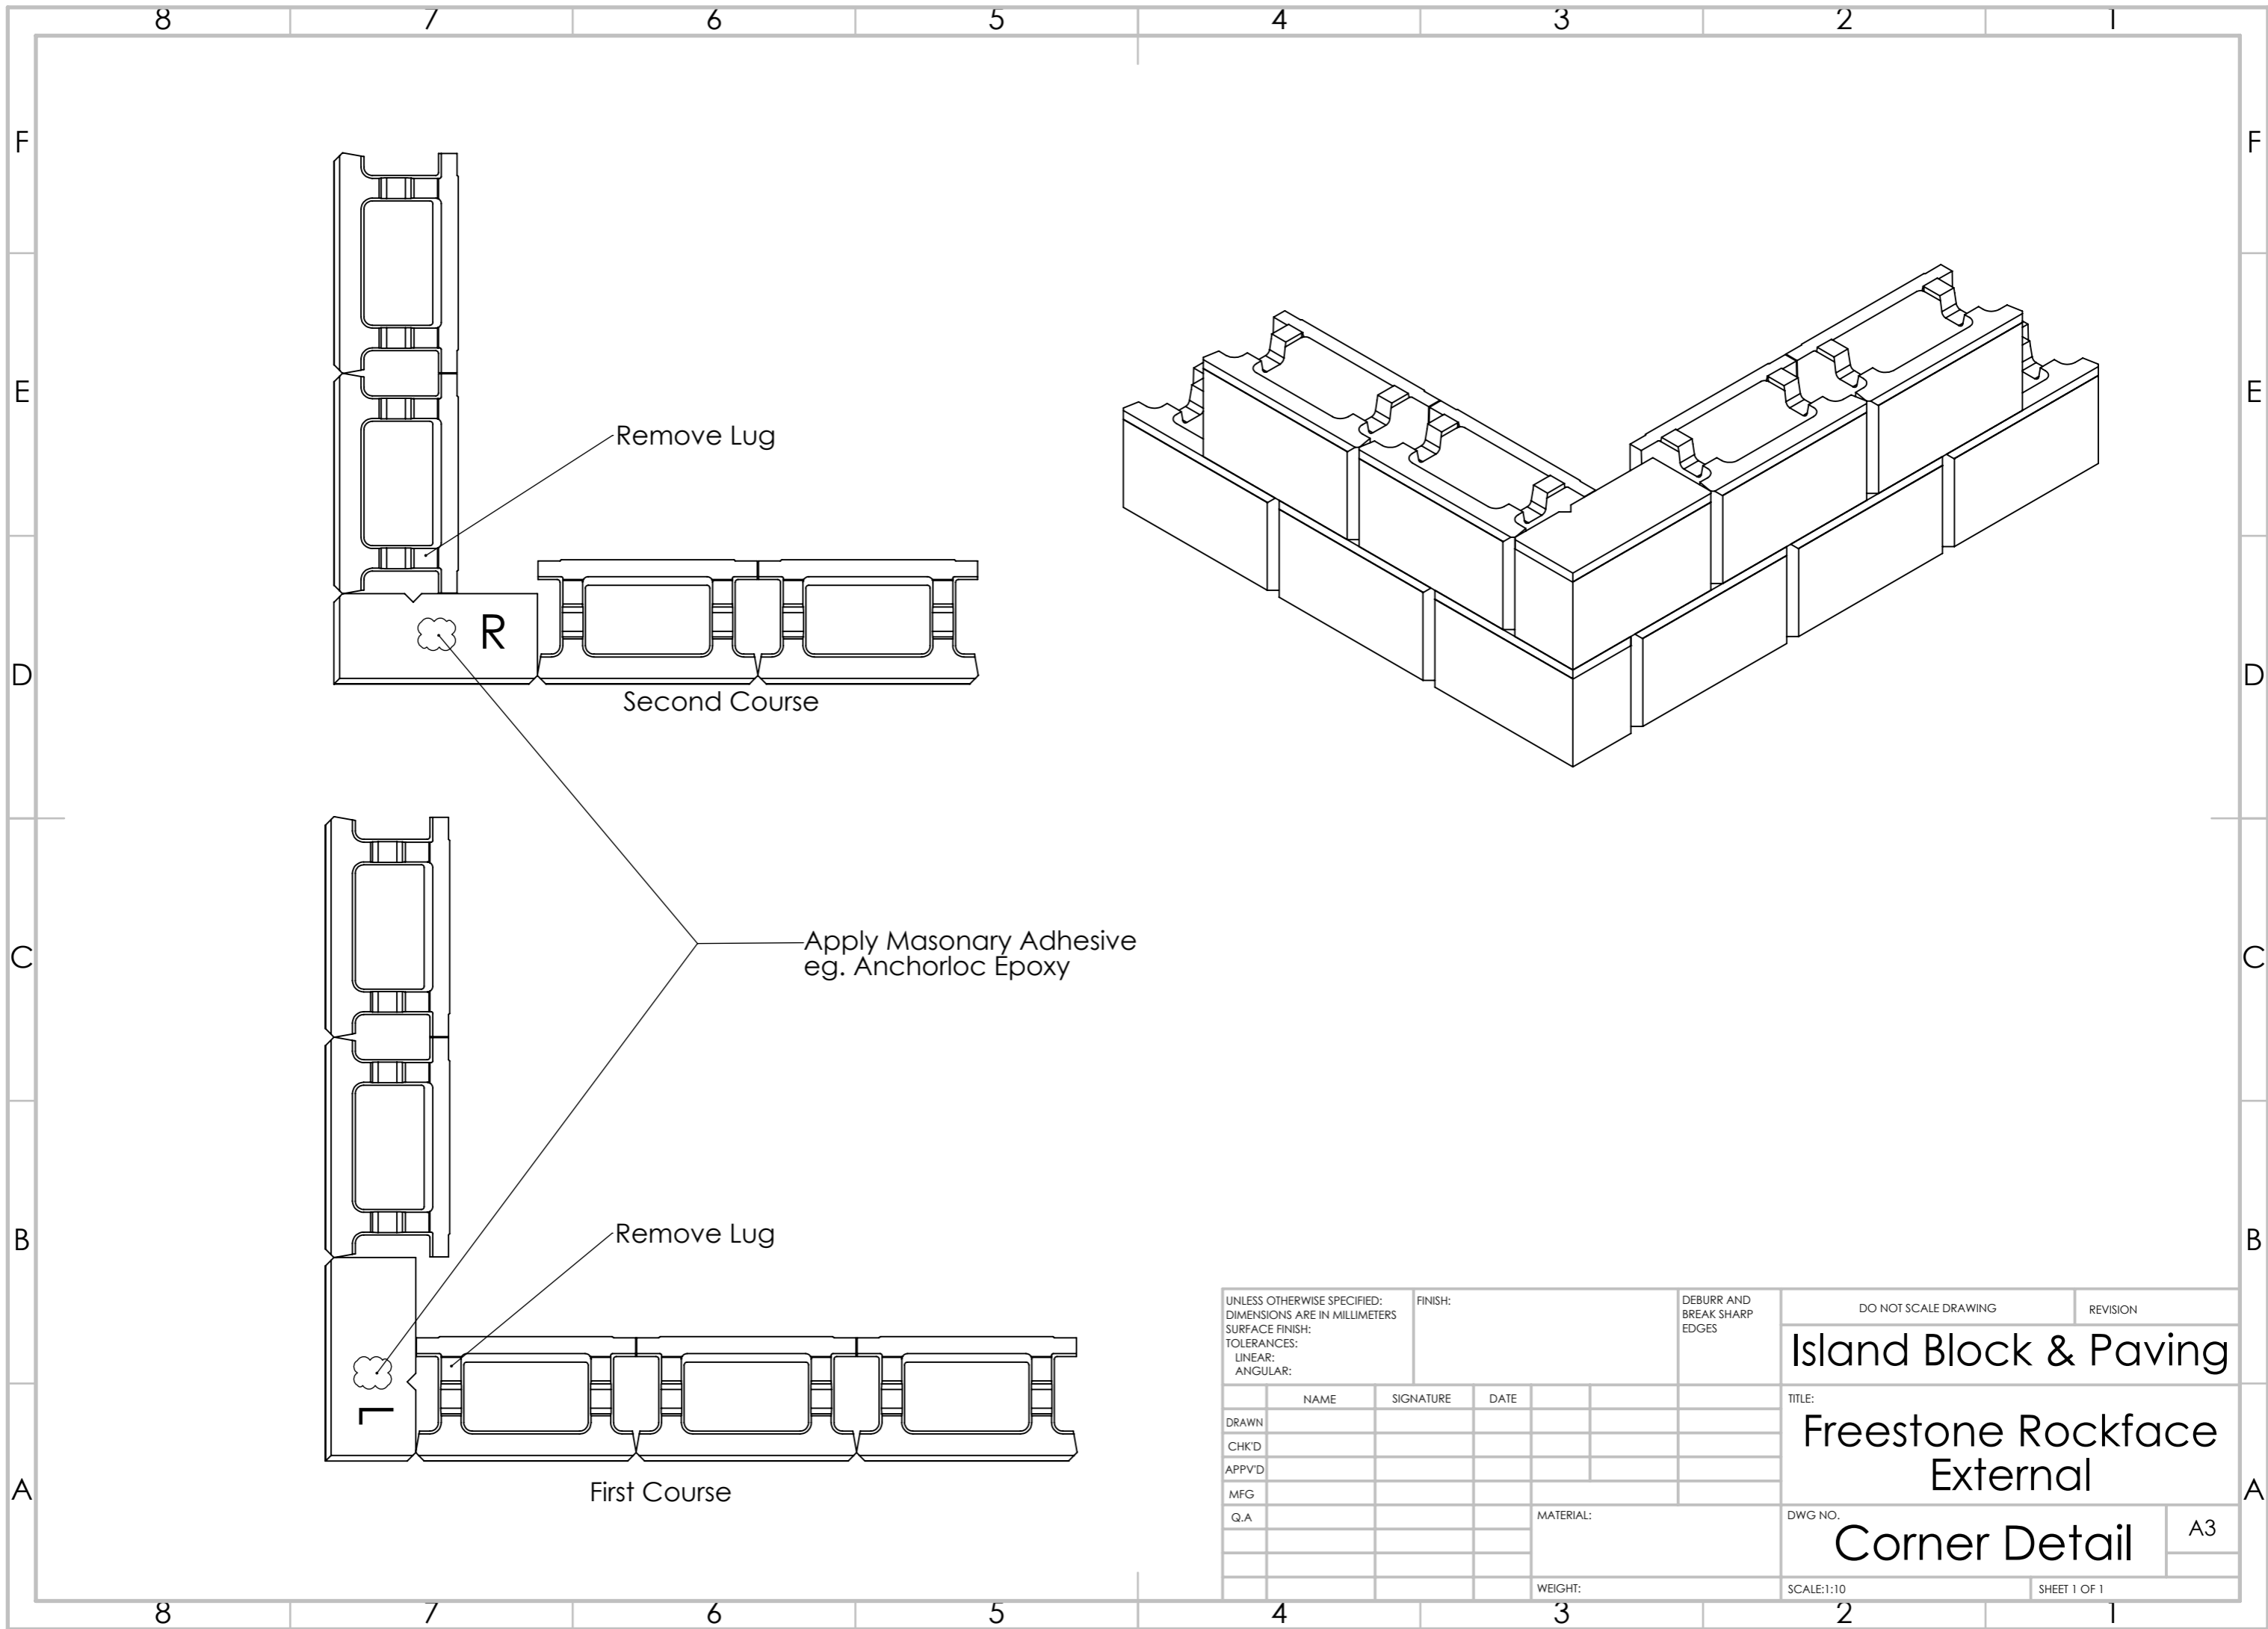 8 7 6 5 4 3 2 1
F F
E E
D D
C C
B B
A A
Remove Lug
R
Second Course
Apply Masonary Adhesive
eg. Anchorloc Epoxy
Remove Lug
L
First Course
UNLESS OTHERWISE SPECIFIED:
DIMENSIONS ARE IN MILLIMETERS
SURFACE FINISH:
TOLERANCES:
LINEAR:
ANGULAR:
FINISH:
DEBURR AND
BREAK SHARP
EDGES
DO NOT SCALE DRAWING
REVISION
Island Block & Paving
NAME SIGNATURE DATE
DRAWN
CHK'D
APPV'D
MFG
Q.A
MATERIAL:
WEIGHT:
TITLE:
Freestone Rockface
External
DWG NO.
Corner Detail
A3
SCALE:1:10
SHEET 1 OF 1
8 7 6 5 4 3 2 1